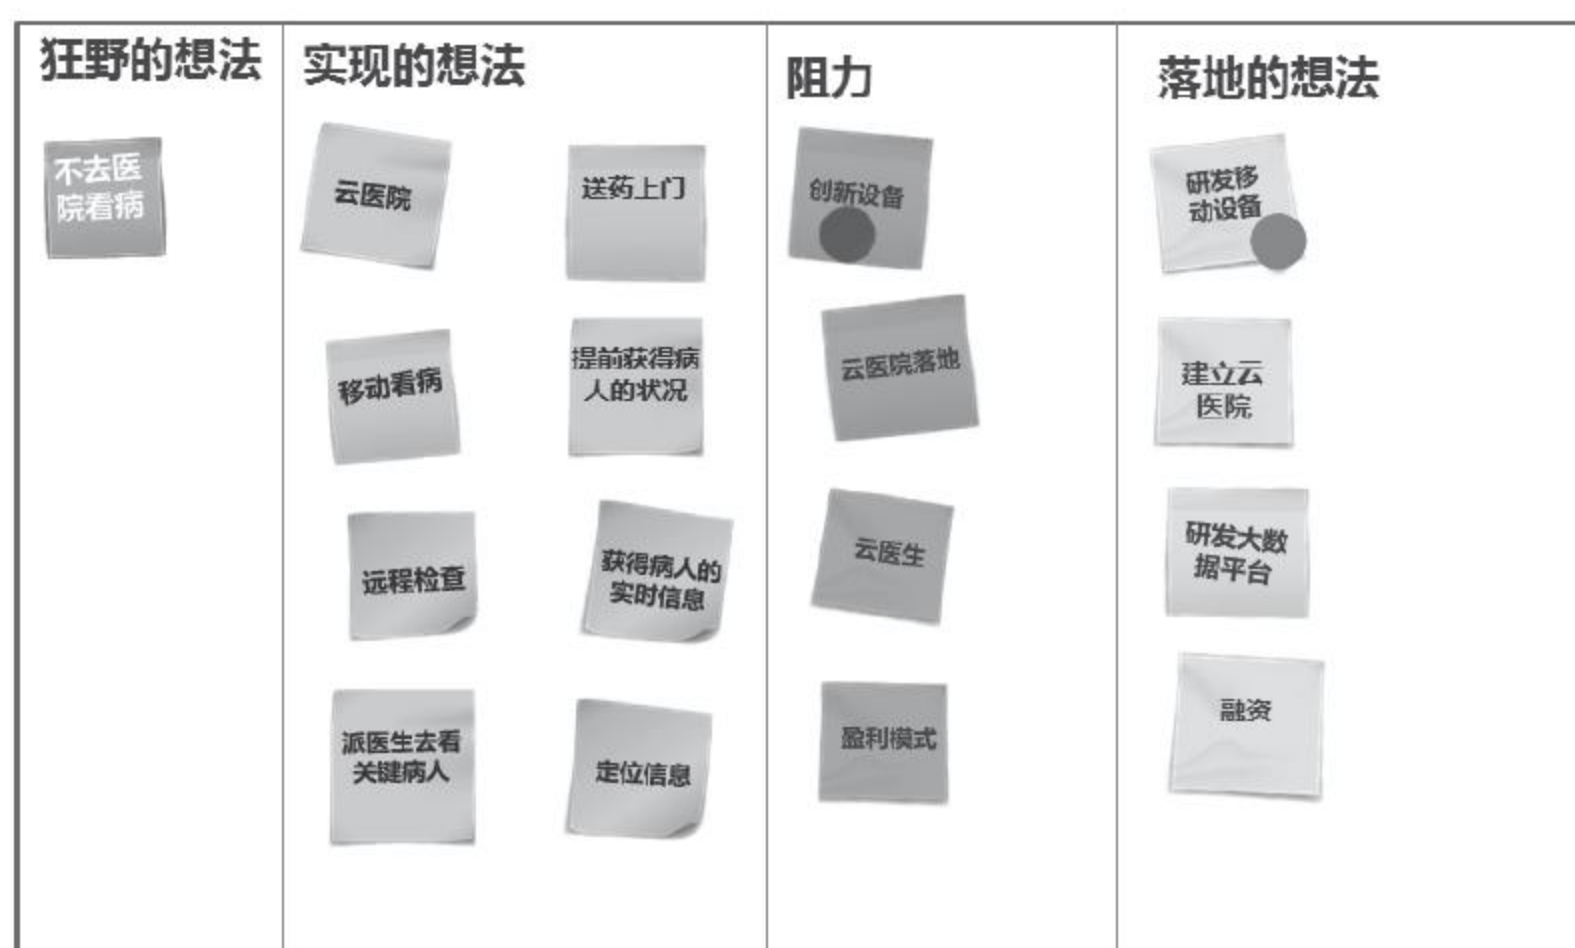 狂野的想法
不去医
院看病
实现的想法
云医院
送药上门
移动看病
提前获得病
人的状况
远程检查
获得病人的
实时信息
派医生去看
关键病人
定位信息
阻力
创新设备
云医院落地
云医生
盈利模式
落地的想法
研发移
动设备
建立云
医院
研发大数
据平台
融资